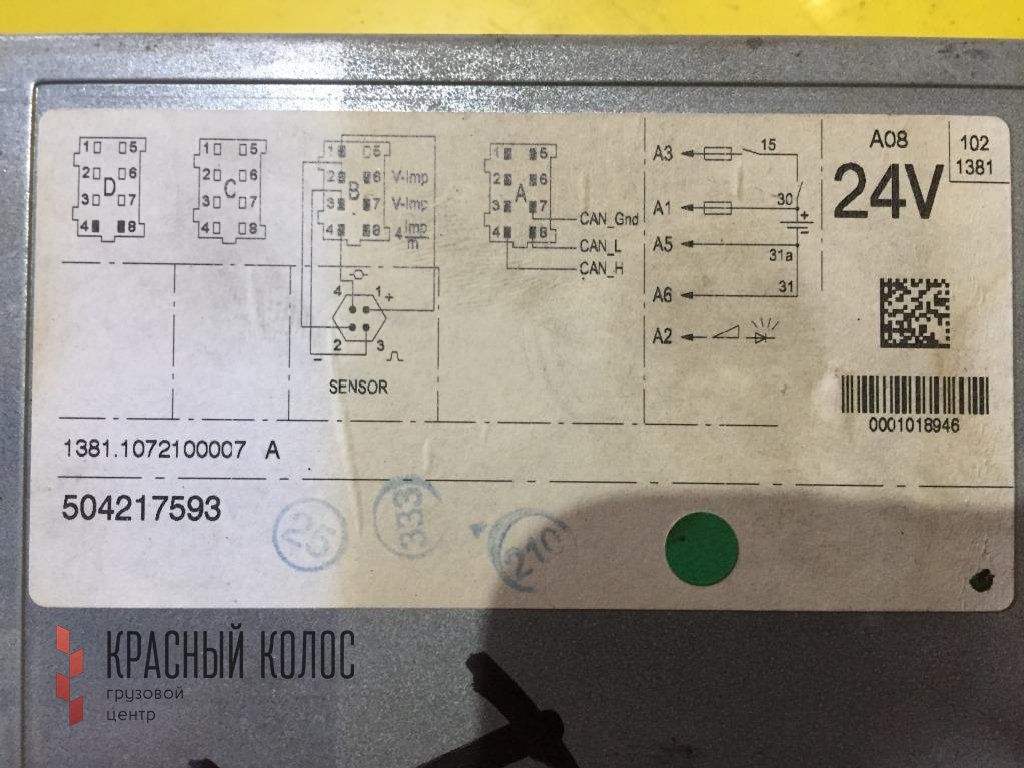 1 5 1 5 1 5 1 5
2 6 2 6 2 6 V-Imp 2 6
D C B A
3 7 3 7 3 7 V-Imp 3 7
4 8 4 8 4 8 4 Imp/m 4 8
CAN_Gnd
CAN_L
CAN_H
4 1 +
2 3
−
SENSOR
A3 15
A1 30
+
−
A5 31a
A6 31
A2
A08
24V
102
1381
0001018946
1381.1072100007 A
504217593
25
333
210
КРАСНЫЙ КОЛОС
грузовой
центр